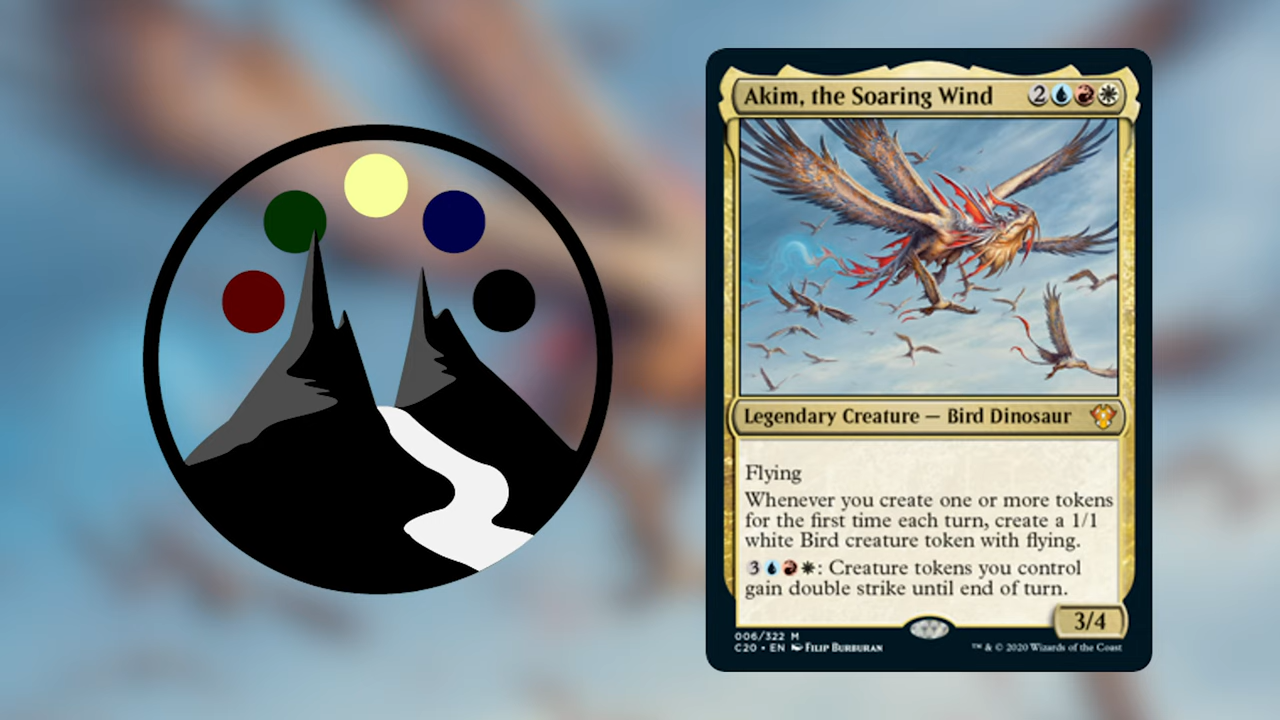 Akim, the Soaring Wind 2
Legendary Creature — Bird Dinosaur
Flying
Whenever you create one or more tokens
for the first time each turn, create a 1/1
white Bird creature token with flying.
3 : Creature tokens you control
gain double strike until end of turn.
3/4
006/322 M
C20 • EN Filip Burburan
™ & © 2020 Wizards of the Coast